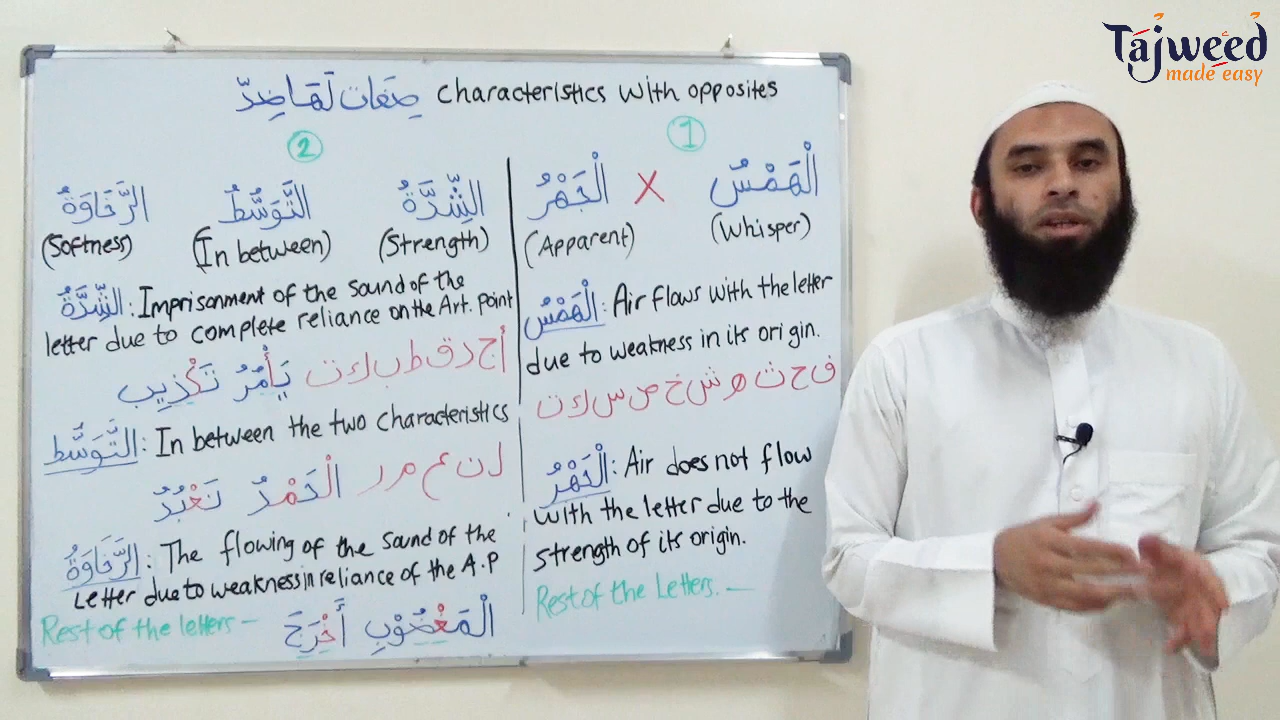 Tajweed
made easy
صِفَات لَهَا ضِدّ characteristics with opposites
1
الْهَمْسُ X الْجَهْرُ
(Whisper) (Apparent)
الْهَمْسُ: Air flows with the letter
due to weakness in its origin.
ف ح ث ه ش خ ص س ك ت
الْجَهْرُ: Air does not flow
with the letter due to the
strength of its origin.
Rest of the Letters. —
2
الشِّدَّةُ التَّوَسُّطُ الرَّخَاوَةُ
(Strength) (In between) (Softness)
الشِّدَّةُ: Imprisonment of the sound of the
letter due to complete reliance on the Art. point
أ ج د ق ط ب ك ت يَأْمُرُ تَكْذِيب
التَّوَسُّط: In between the two characteristics
ل ن ع م ر الْحَمْدُ نَعْبُدُ
الرَّخَاوَةُ: The flowing of the sound of the
Letter due to weakness in reliance of the A.P
Rest of the letters — الْمَغْضُوْبِ أَخْرَجَ